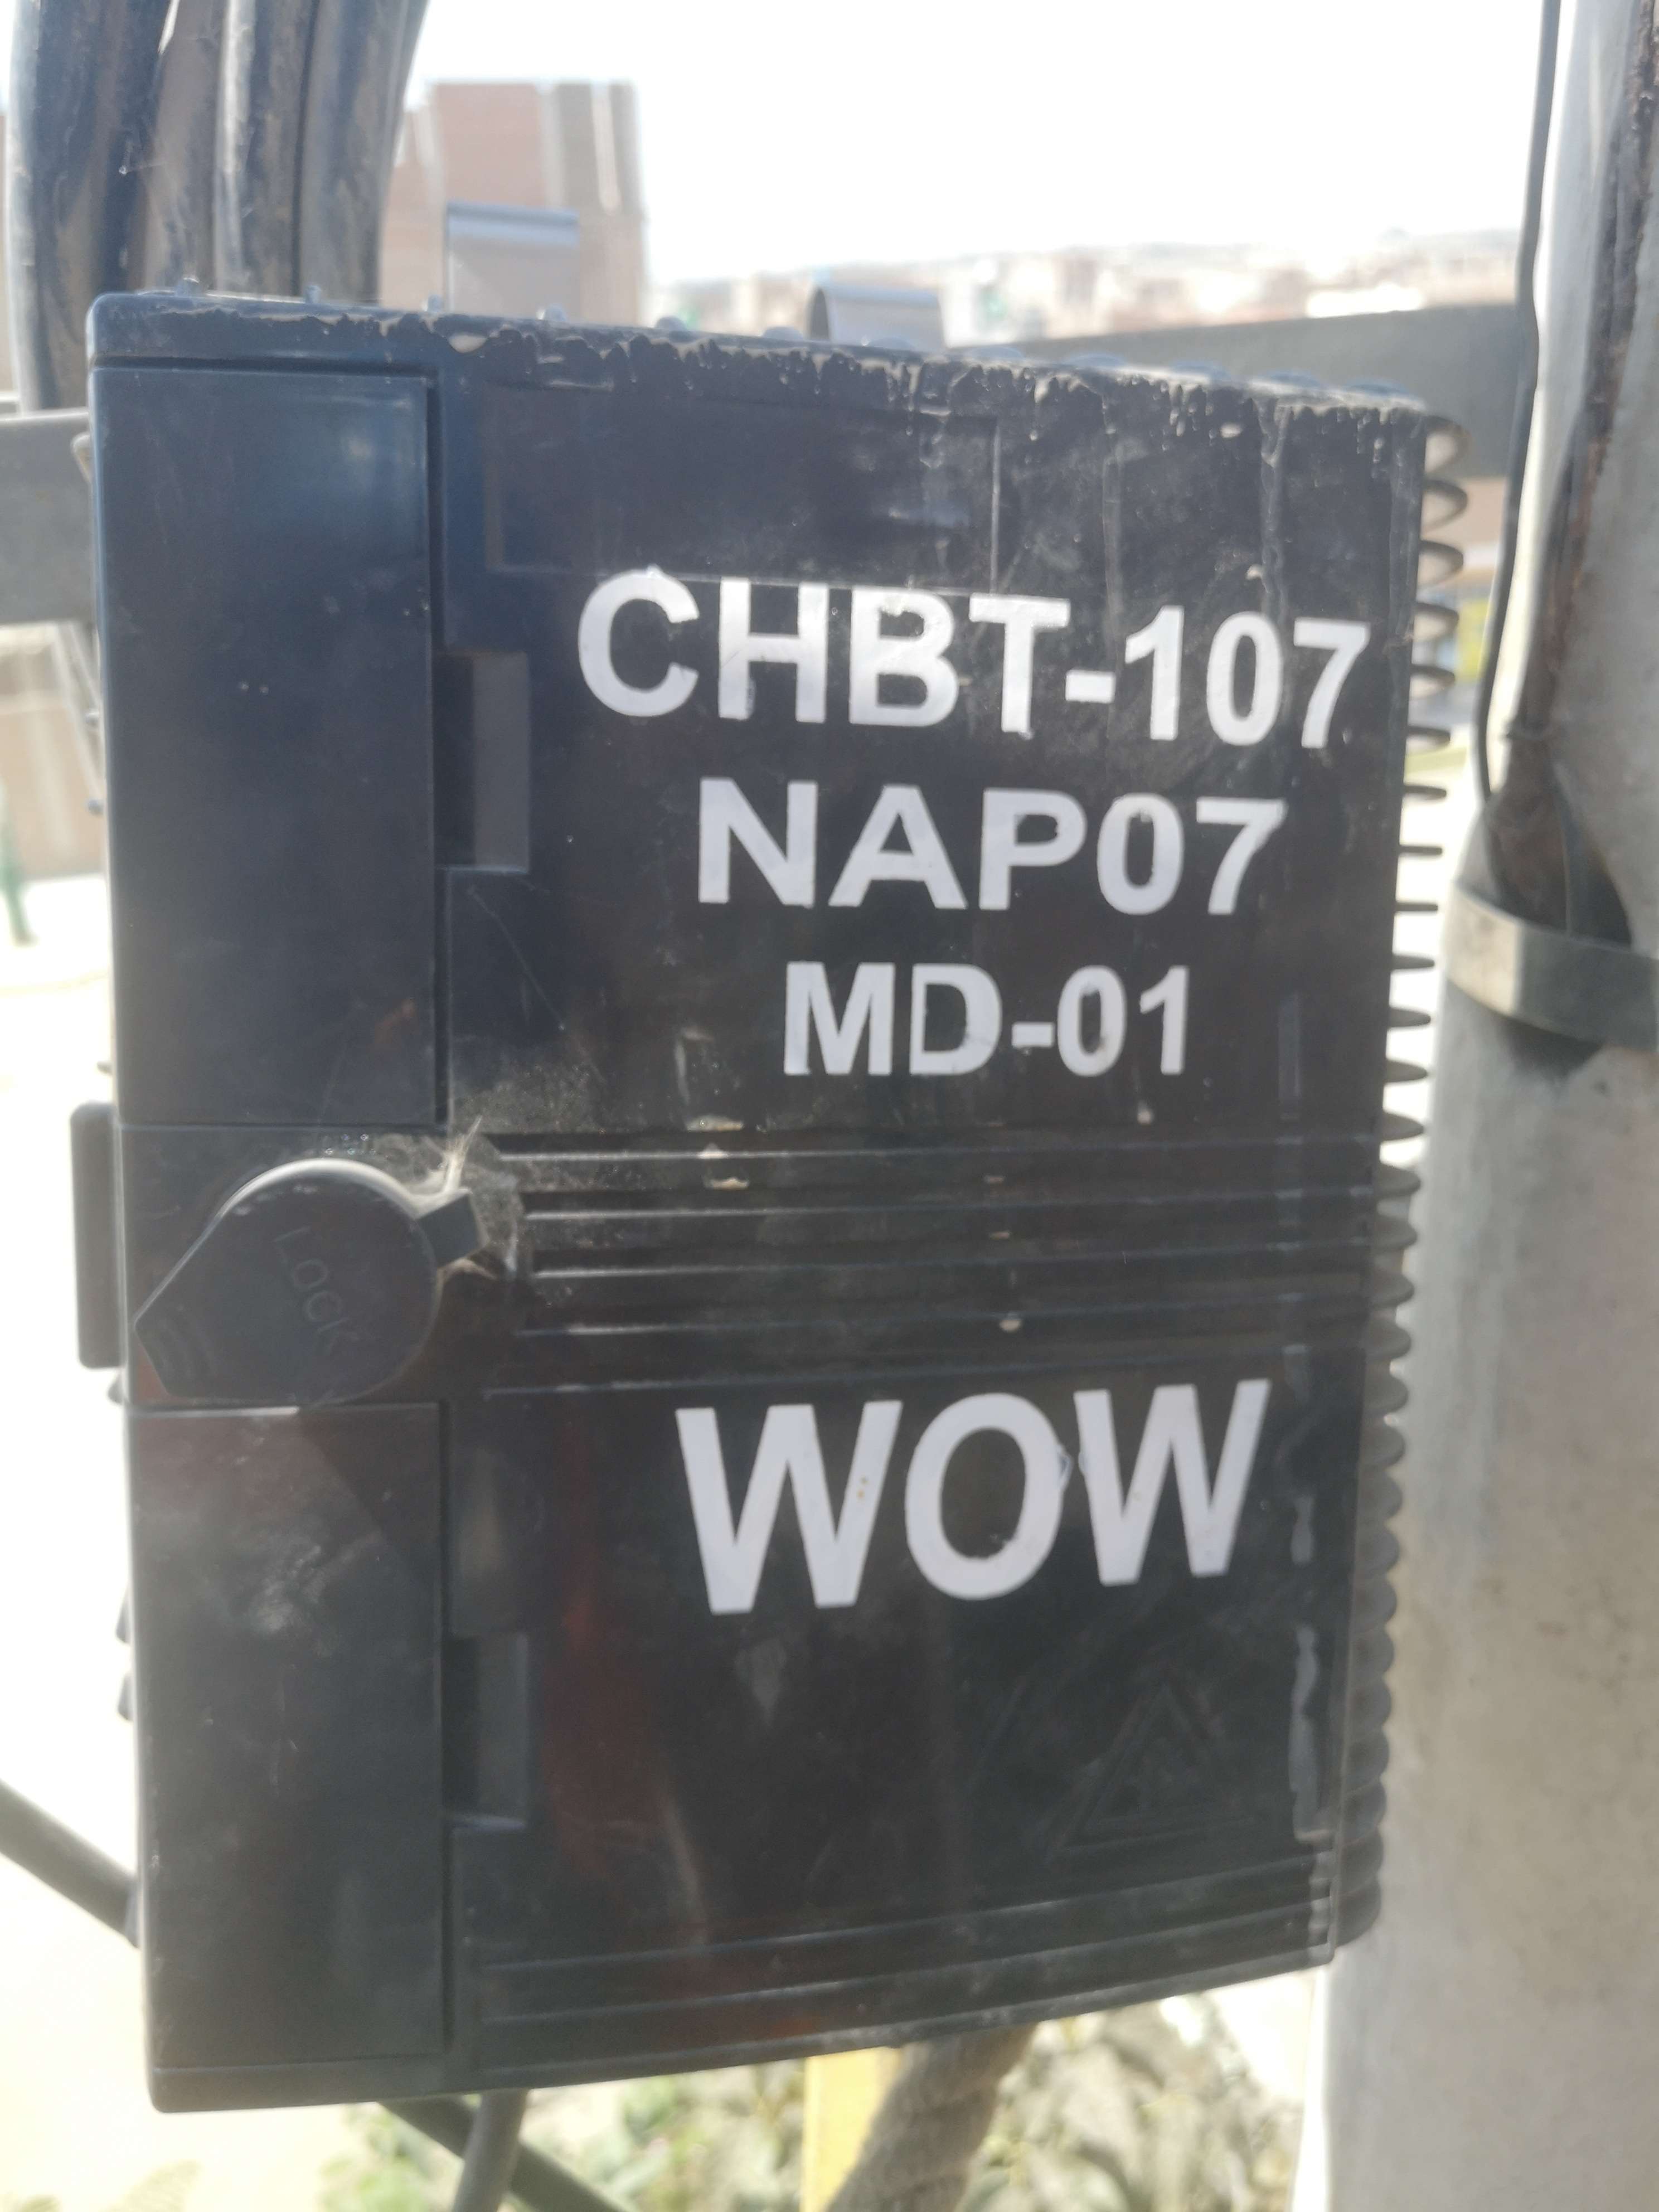 CHBT-107
NAP07
MD-01
LOCK
WOW